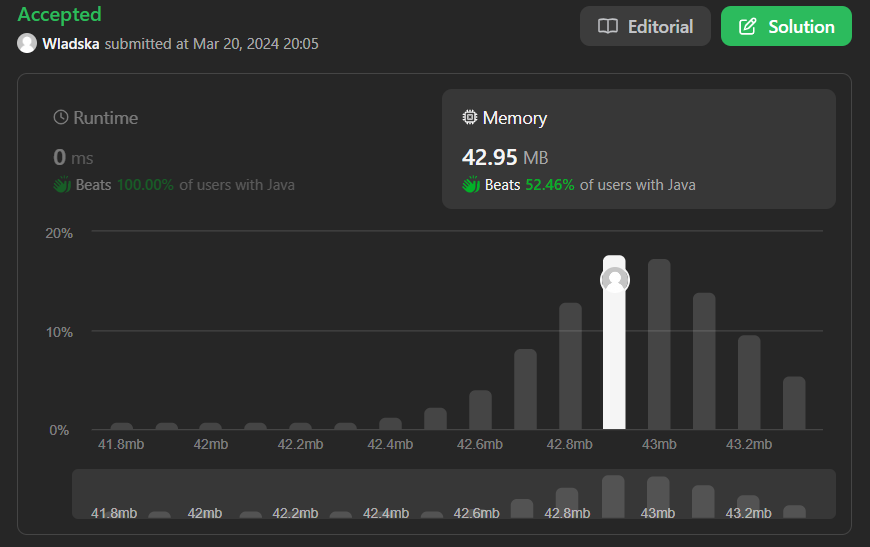 Accepted
Wladska submitted at Mar 20, 2024 20:05
Editorial
Solution
Runtime
0 ms
Beats 100.00% of users with Java
Memory
42.95 MB
Beats 52.46% of users with Java
20%
10%
0%
41.8mb 42mb 42.2mb 42.4mb 42.6mb 42.8mb 43mb 43.2mb
41.8mb 42mb 42.2mb 42.4mb 42.6mb 42.8mb 43mb 43.2mb